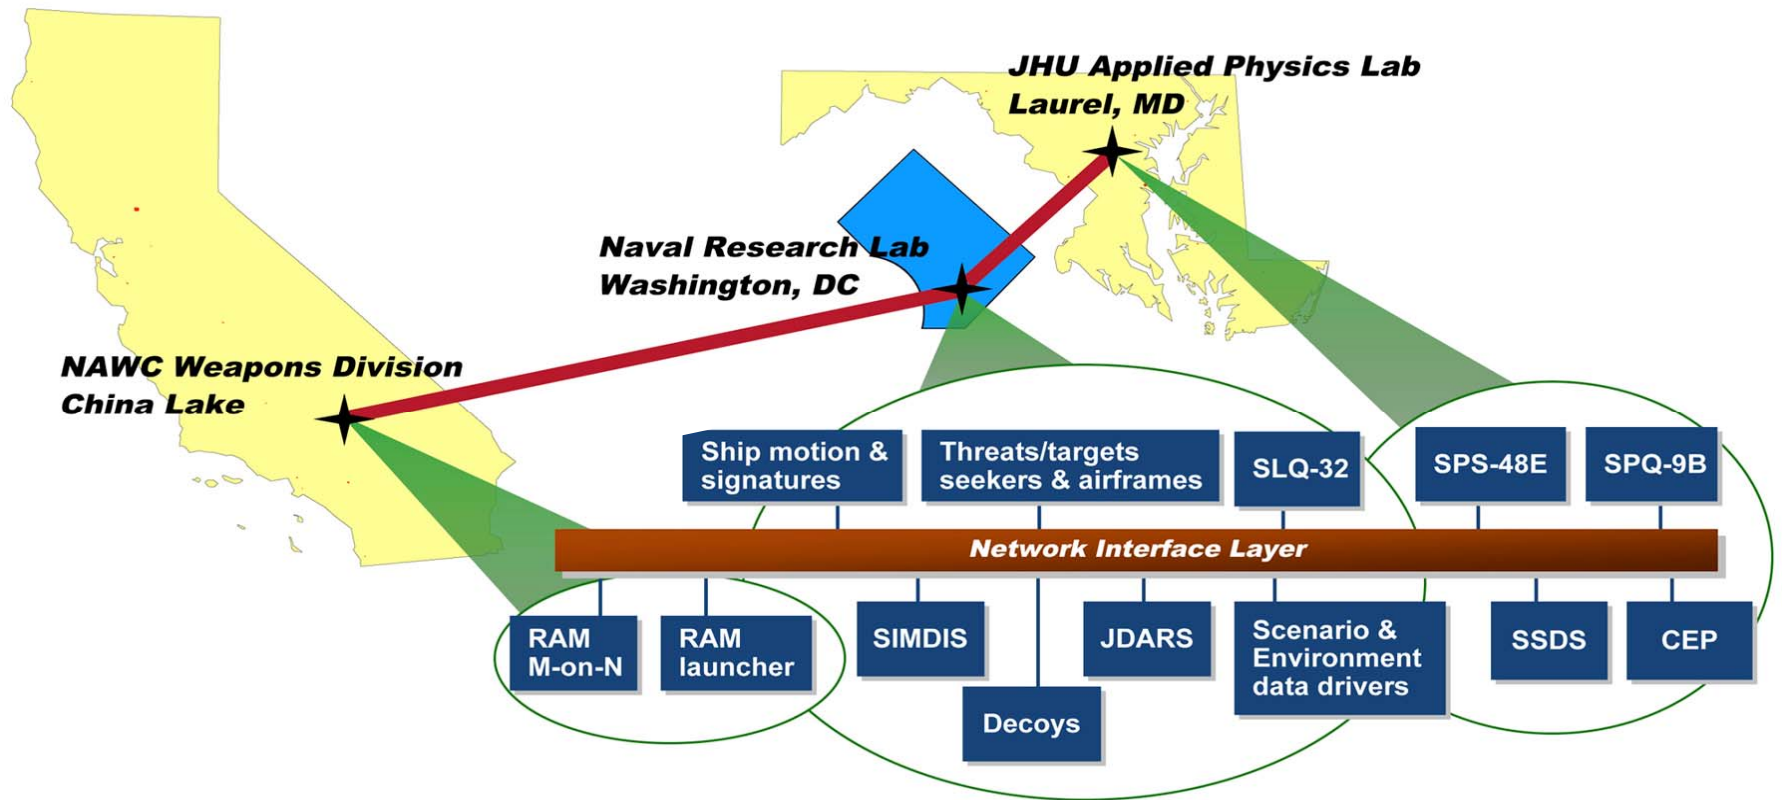 JHU Applied Physics Lab
Laurel, MD
Naval Research Lab
Washington, DC
NAWC Weapons Division
China Lake
Ship motion &
signatures
Threats/targets
seekers & airframes
SLQ-32
SPS-48E
SPQ-9B
Network Interface Layer
RAM
M-on-N
RAM
launcher
SIMDIS
Decoys
JDARS
Scenario &
Environment
data drivers
SSDS
CEP